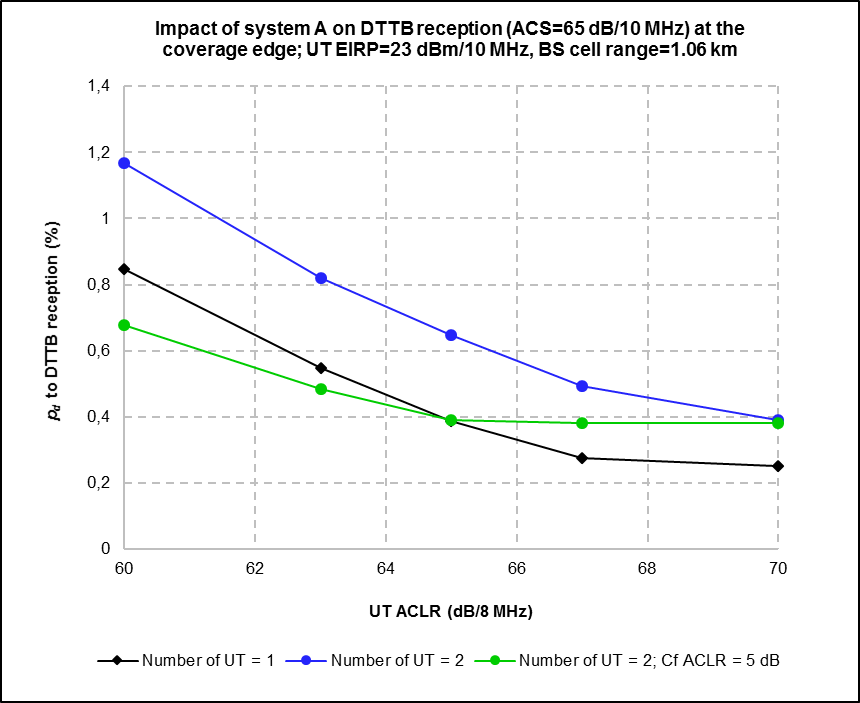 Impact of system A on DTTB reception (ACS=65 dB/10 MHz) at the
coverage edge; UT EIRP=23 dBm/10 MHz, BS cell range=1.06 km
1,4
1,2
1
0,8
0,6
0,4
0,2
0
p_d to DTTB reception (%)
60 62 64 66 68 70
UT ACLR (dB/8 MHz)
Number of UT = 1 Number of UT = 2 Number of UT = 2; Cf ACLR = 5 dB